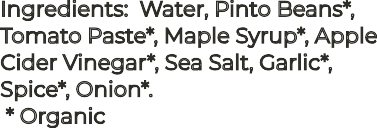 Ingredients: Water, Pinto Beans*,
Tomato Paste*, Maple Syrup*, Apple
Cider Vinegar*, Sea Salt, Garlic*,
Spice*, Onion*.
* Organic